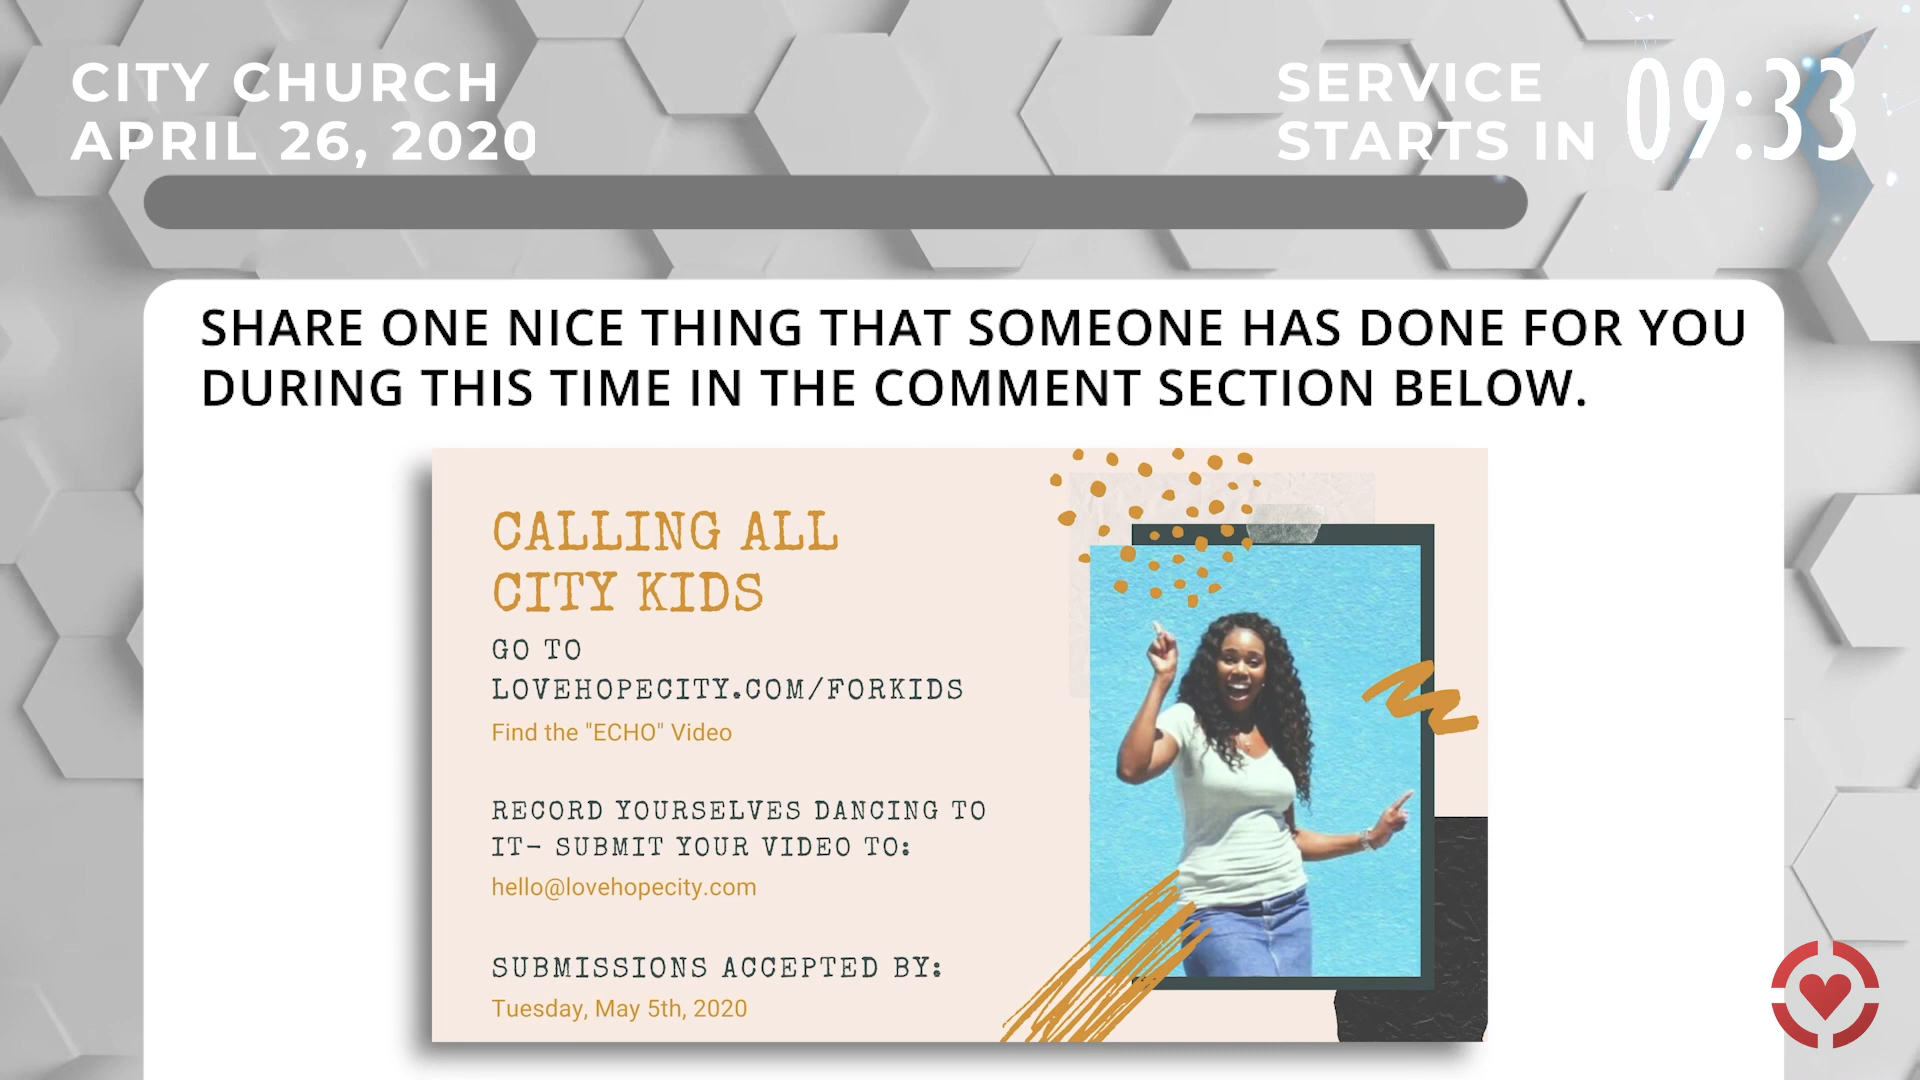 CITY CHURCH
APRIL 26, 2020
SERVICE
STARTS IN 09:33
SHARE ONE NICE THING THAT SOMEONE HAS DONE FOR YOU
DURING THIS TIME IN THE COMMENT SECTION BELOW.
CALLING ALL
CITY KIDS
GO TO
LOVEHOPECITY.COM/FORKIDS
Find the "ECHO" Video
RECORD YOURSELVES DANCING TO
IT- SUBMIT YOUR VIDEO TO:
hello@lovehopecity.com
SUBMISSIONS ACCEPTED BY:
Tuesday, May 5th, 2020